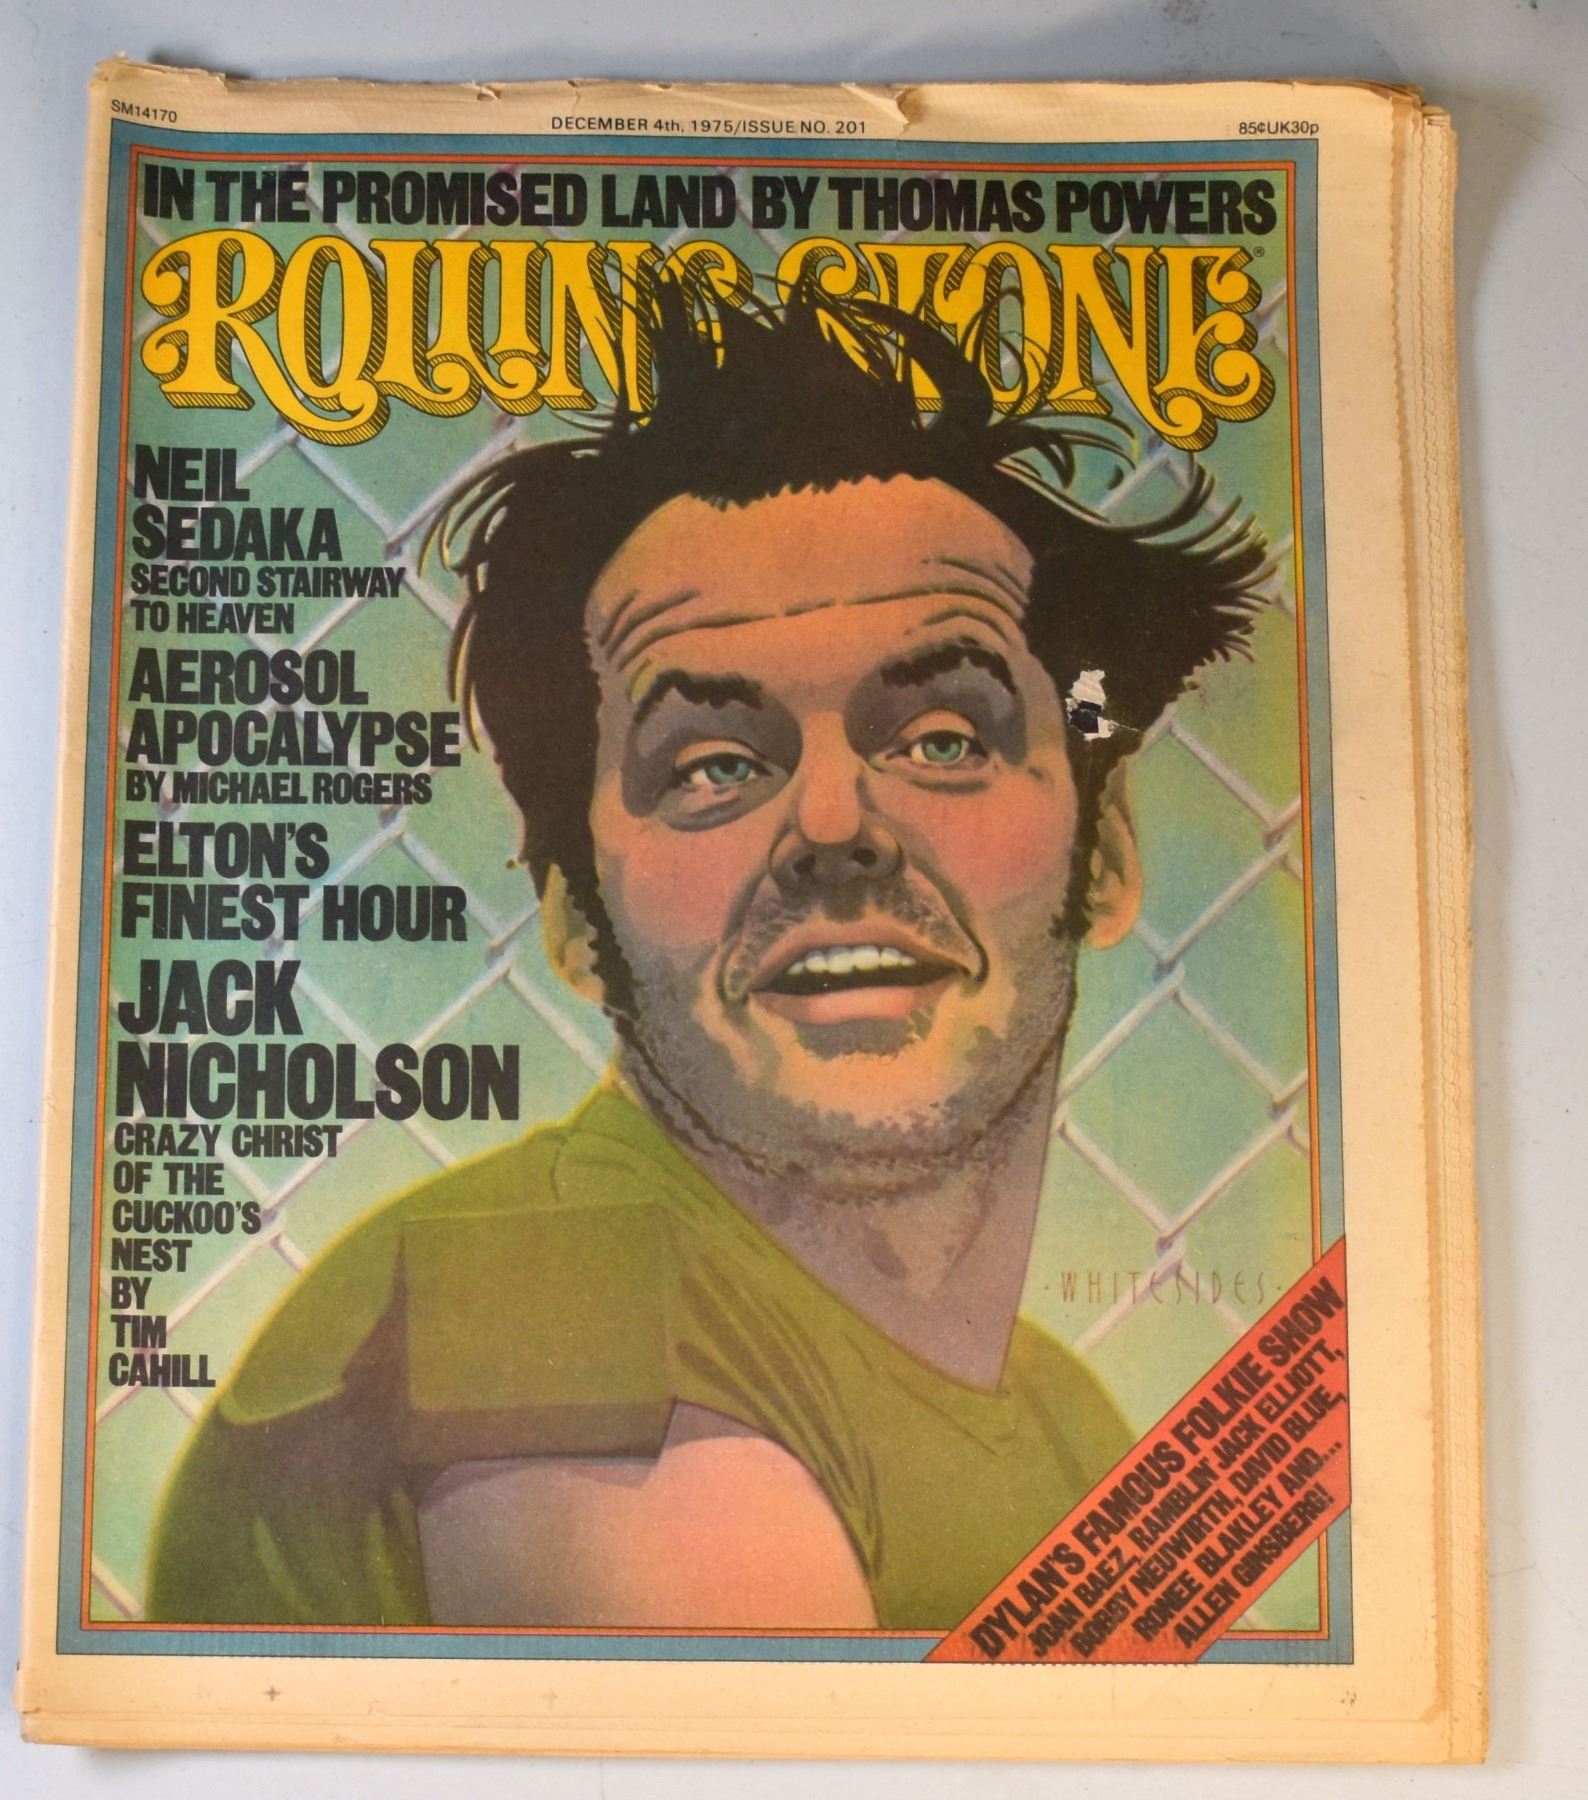 SM14170
DECEMBER 4th, 1975/ISSUE NO. 201
85¢UK30p
IN THE PROMISED LAND BY THOMAS POWERS
ROLLING STONE®
NEIL
SEDAKA
SECOND STAIRWAY
TO HEAVEN
AEROSOL
APOCALYPSE
BY MICHAEL ROGERS
ELTON'S
FINEST HOUR
JACK
NICHOLSON
CRAZY CHRIST
OF THE
CUCKOO'S
NEST
BY
TIM
CAHILL
·WHITESIDES·
DYLAN'S FAMOUS FOLKIE SHOW
JOAN BAEZ, RAMBLIN' JACK ELLIOTT,
BOBBY NEUWIRTH, DAVID BLUE,
RONEE BLAKLEY AND...
ALLEN GINSBERG!